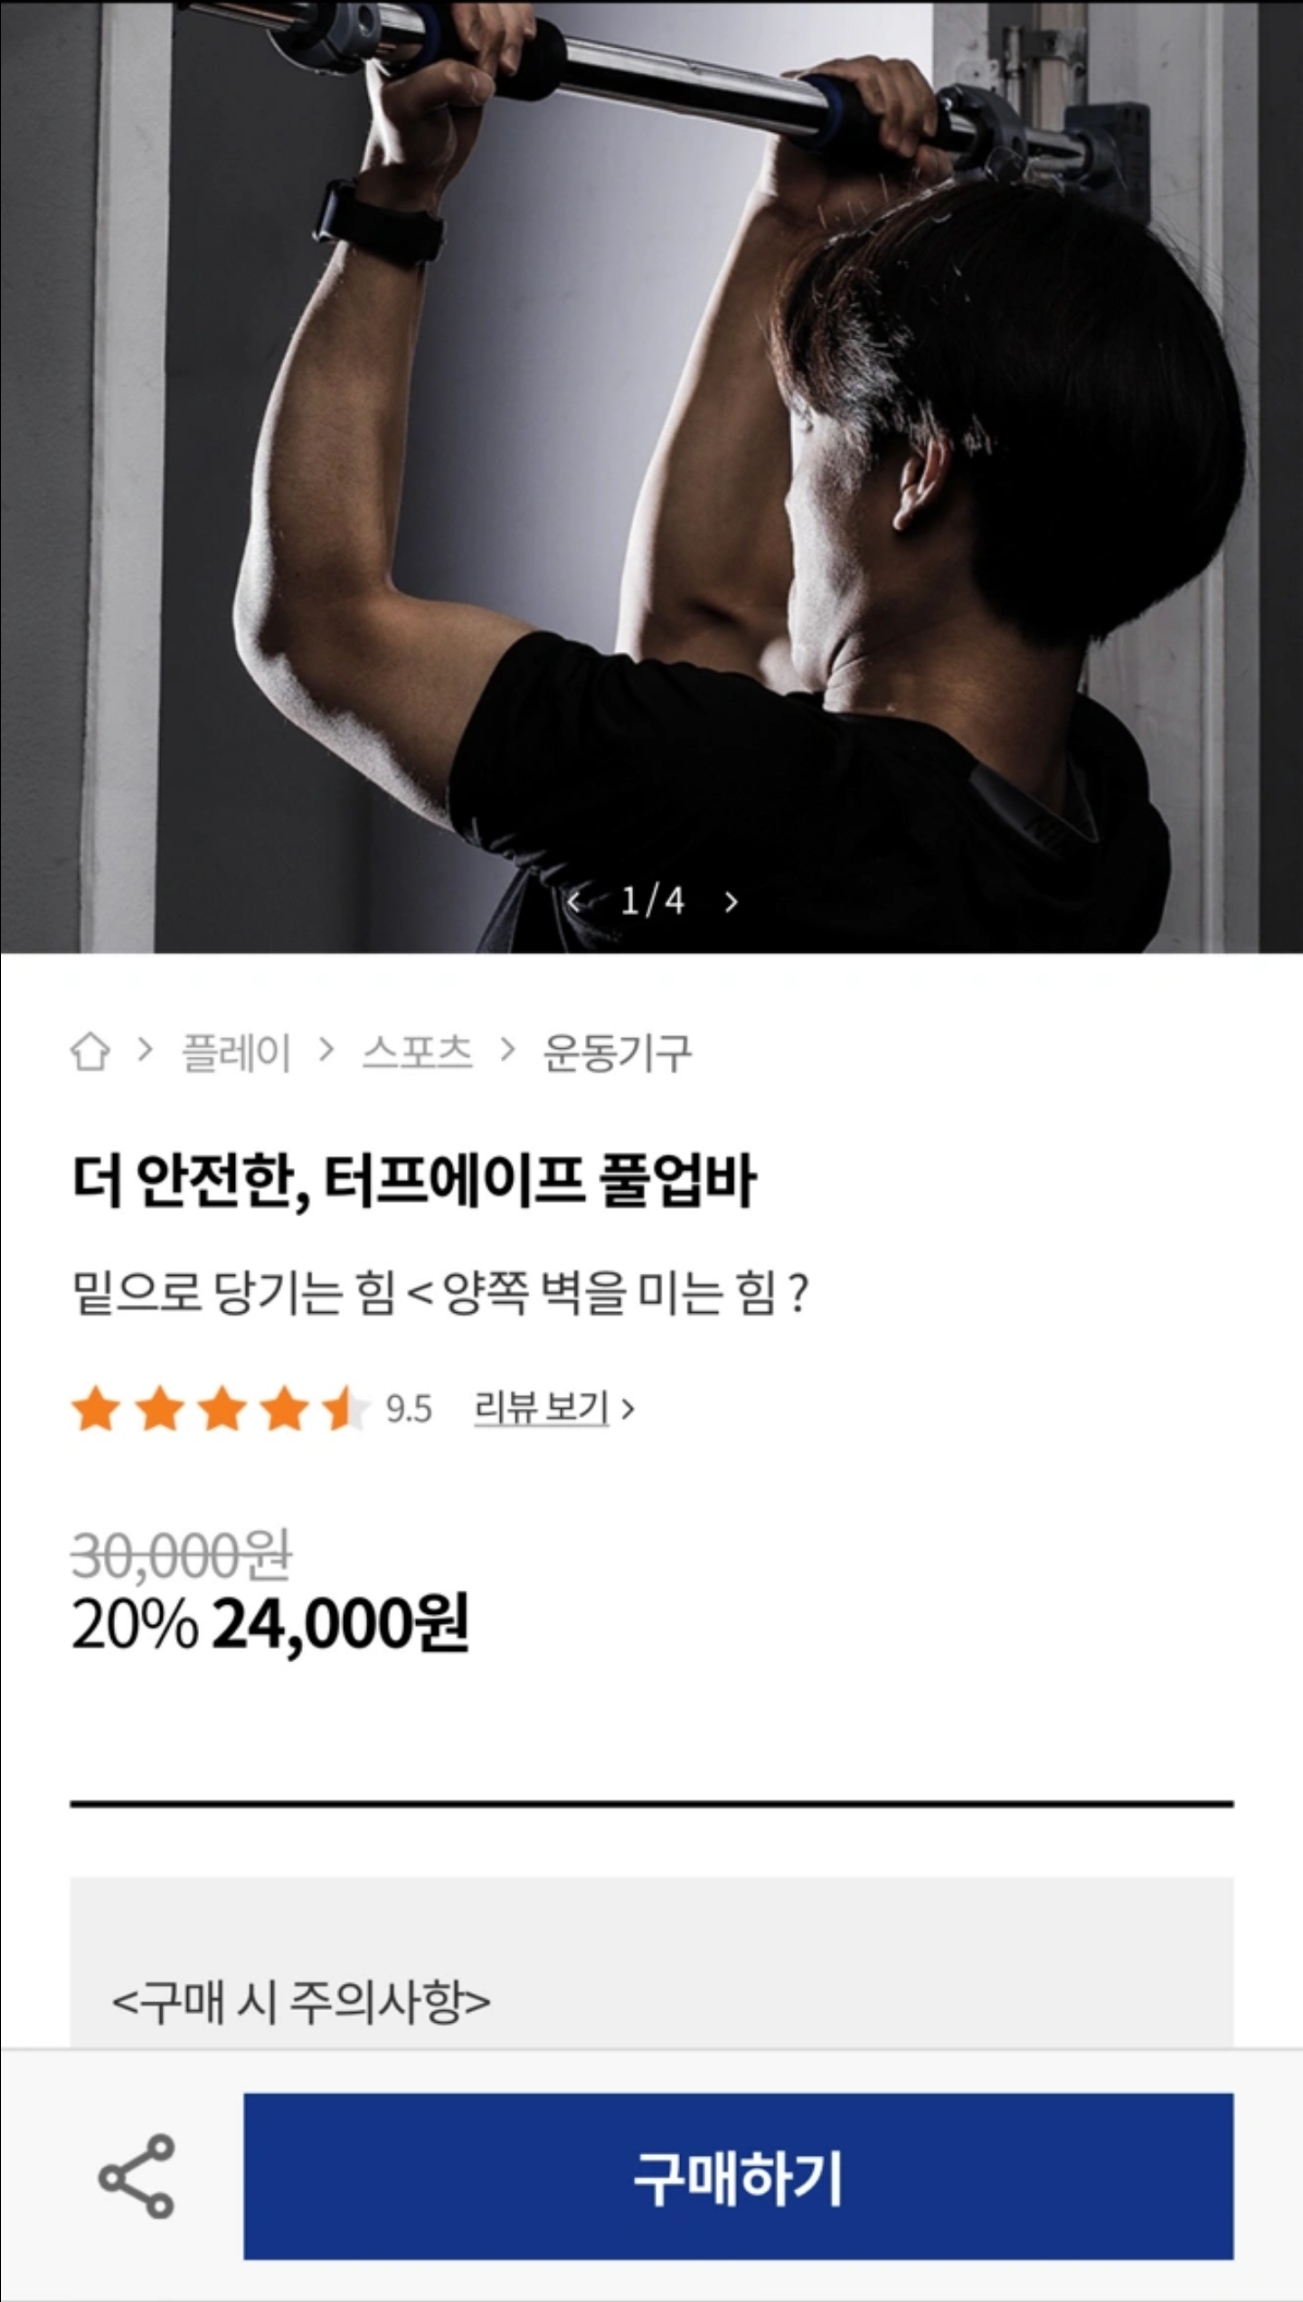 1/4
플레이 > 스포츠 > 운동기구
더 안전한, 터프에이프 풀업바
밑으로 당기는 힘 < 양쪽 벽을 미는 힘 ?
9.5 리뷰 보기 >
30,000원
20% 24,000원
<구매 시 주의사항>
구매하기